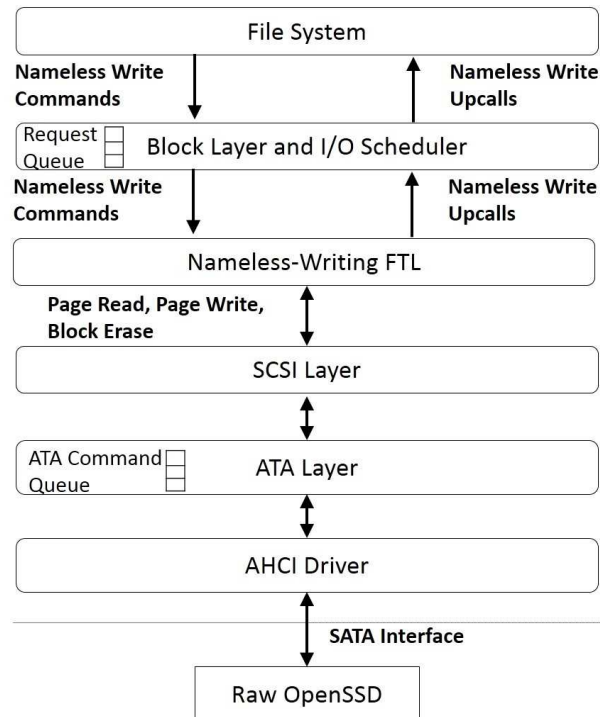 File System
Nameless Write
Commands
Nameless Write
Upcalls
Request
Queue
Block Layer and I/O Scheduler
Nameless Write
Commands
Nameless Write
Upcalls
Nameless-Writing FTL
Page Read, Page Write,
Block Erase
SCSI Layer
ATA Command
Queue
ATA Layer
AHCI Driver
SATA Interface
Raw OpenSSD